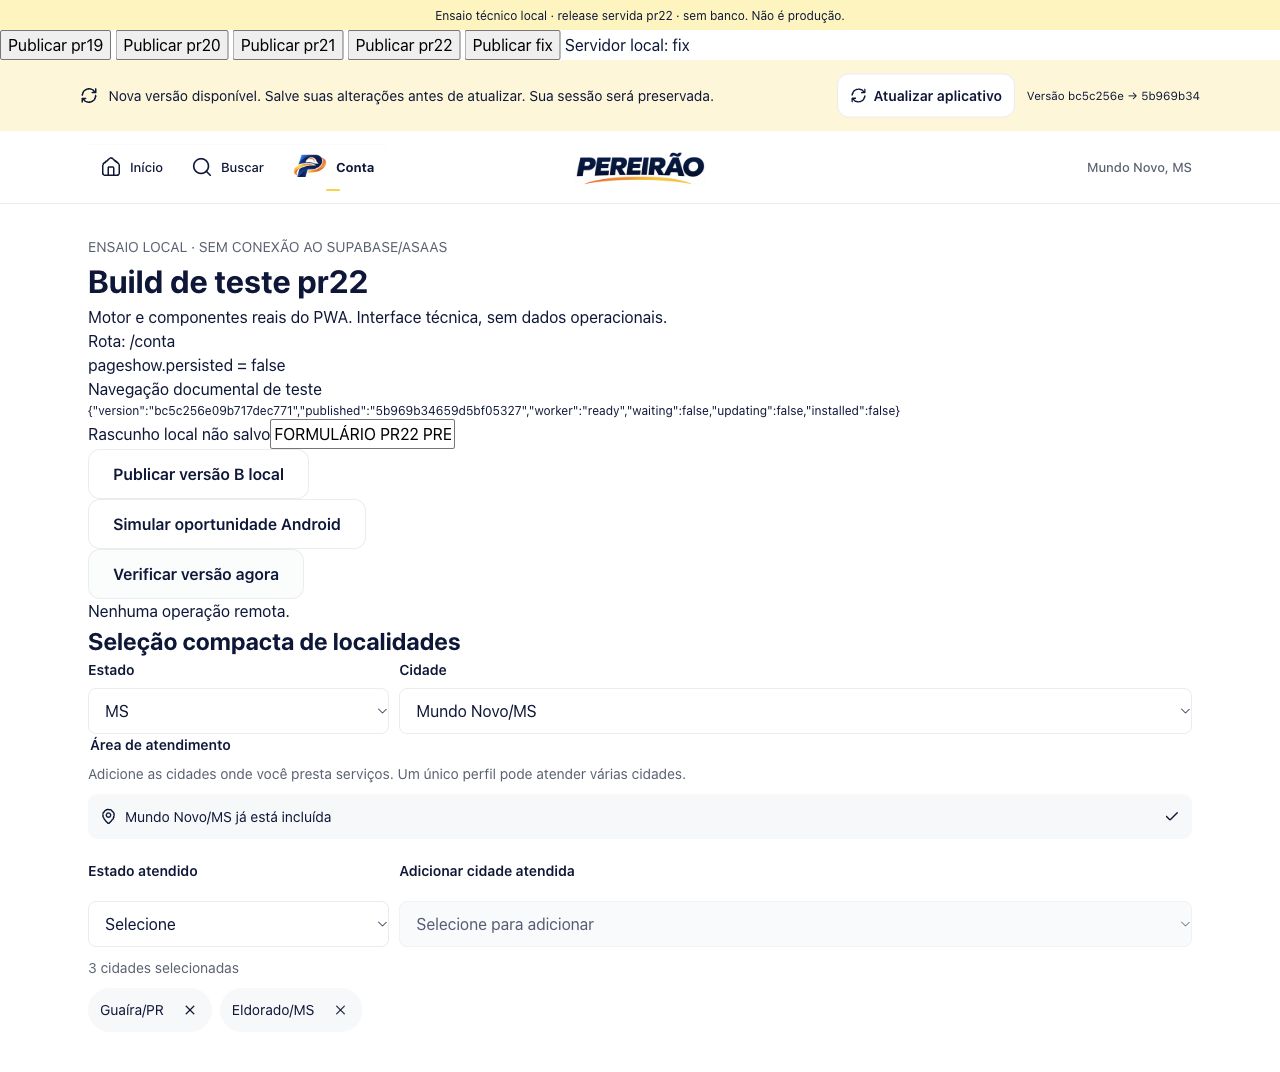 Ensaio técnico local · release servida pr22 · sem banco. Não é produção.
Publicar pr19 Publicar pr20 Publicar pr21 Publicar pr22 Publicar fix Servidor local: fix
Nova versão disponível. Salve suas alterações antes de atualizar. Sua sessão será preservada. Atualizar aplicativo Versão bc5c256e → 5b969b34
Início Buscar Conta PEREIRÃO Mundo Novo, MS
ENSAIO LOCAL · SEM CONEXÃO AO SUPABASE/ASAAS
Build de teste pr22
Motor e componentes reais do PWA. Interface técnica, sem dados operacionais.
Rota: /conta
pageshow.persisted = false
Navegação documental de teste
{"version":"bc5c256e09b717dec771","published":"5b969b34659d5bf05327","worker":"ready","waiting":false,"updating":false,"installed":false}
Rascunho local não salvo FORMULÁRIO PR22 PRE
Publicar versão B local
Simular oportunidade Android
Verificar versão agora
Nenhuma operação remota.
Seleção compacta de localidades
Estado Cidade
MS Mundo Novo/MS
Área de atendimento
Adicione as cidades onde você presta serviços. Um único perfil pode atender várias cidades.
Mundo Novo/MS já está incluída
Estado atendido Adicionar cidade atendida
Selecione Selecione para adicionar
3 cidades selecionadas
Guaíra/PR Eldorado/MS